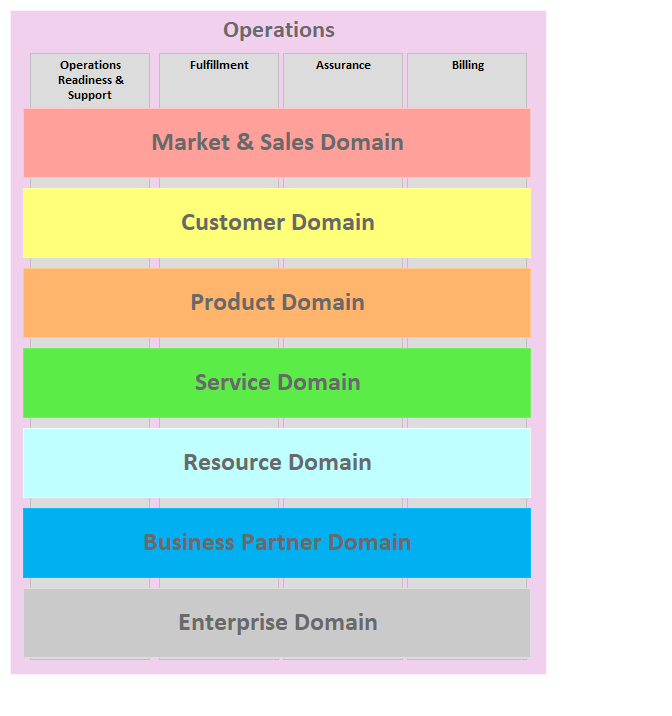 Operations
Operations
Readiness &
Support
Fulfillment
Assurance
Billing
Market & Sales Domain
Customer Domain
Product Domain
Service Domain
Resource Domain
Business Partner Domain
Enterprise Domain